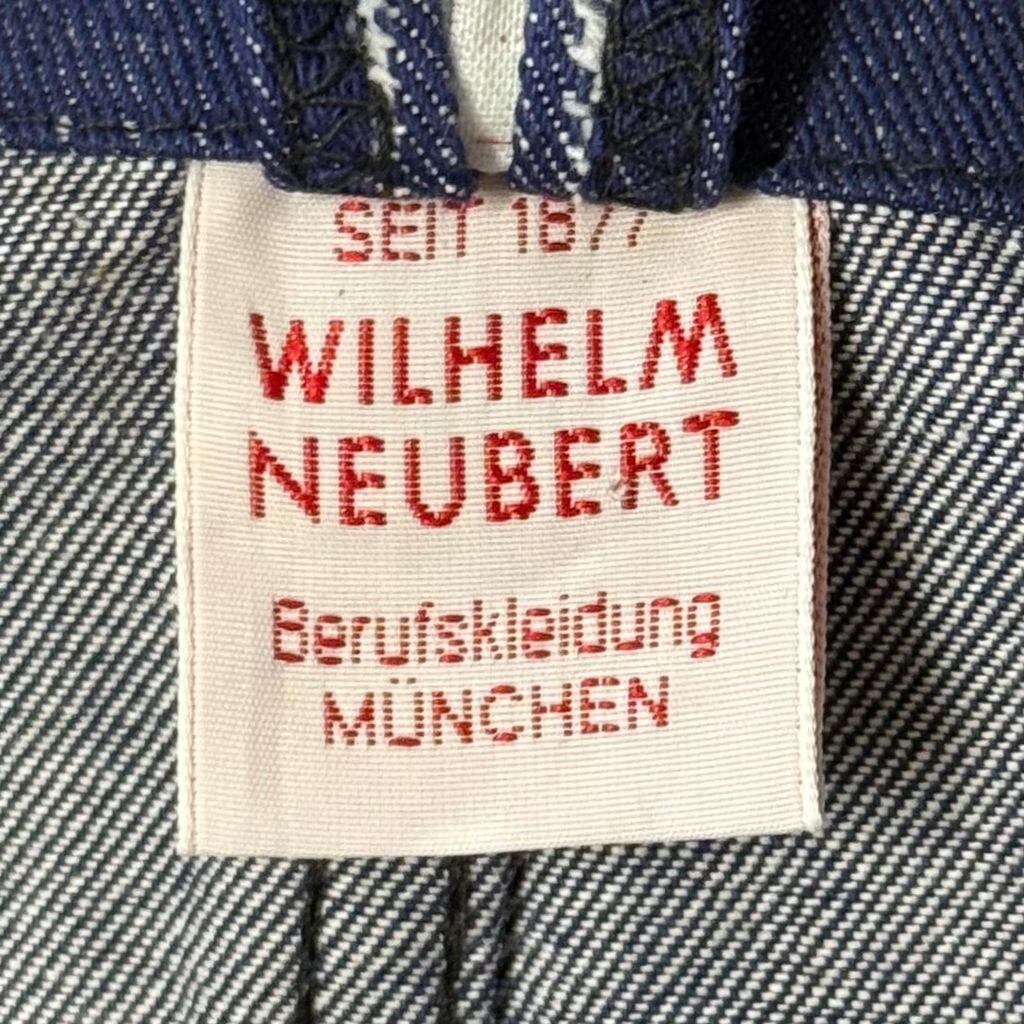 SEIT 1877
WILHELM
NEUBERT
Berufskleidung
MÜNCHEN